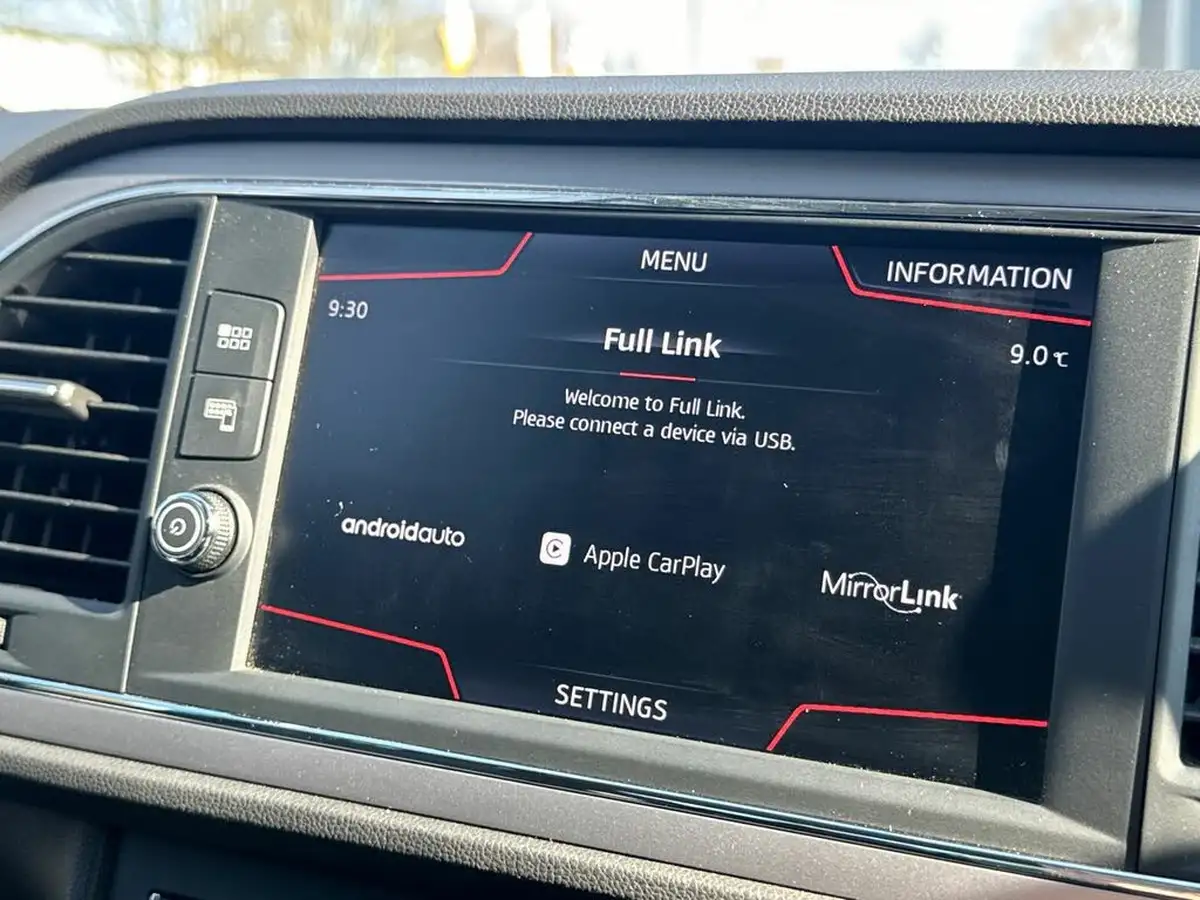 MENU
INFORMATION
9:30
9.0 °C
Full Link
Welcome to Full Link.
Please connect a device via USB.
androidauto
Apple CarPlay
MirrorLink
SETTINGS